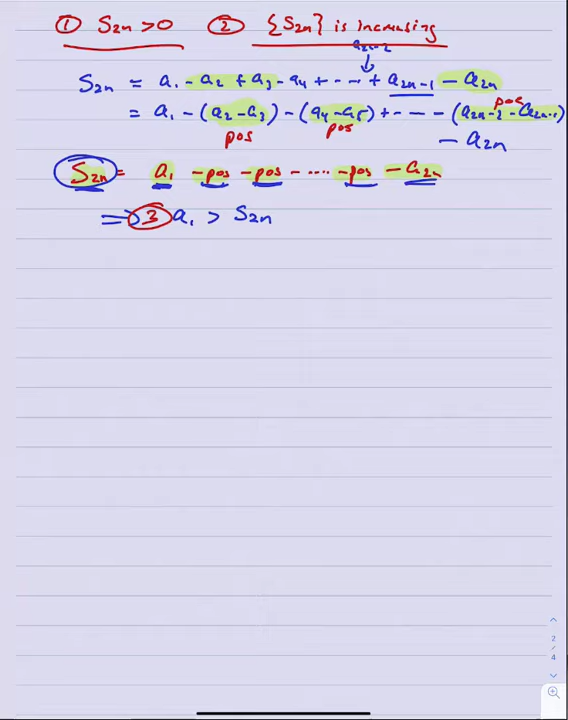 ① S2n > 0 ② {S2n} is increasing
a2n-2
↓
S2n = a1 - a2 + a3 - a4 + - - - + a2n-1 - a2n
= a1 - (a2 - a3) - (a4 - a5) + - - - - (a2n-2 - a2n-1)
pos pos pos
- a2n
S2n = a1 - pos - pos - .... - pos - a2n
⇒ ③ a1 > S2n
2
/
4